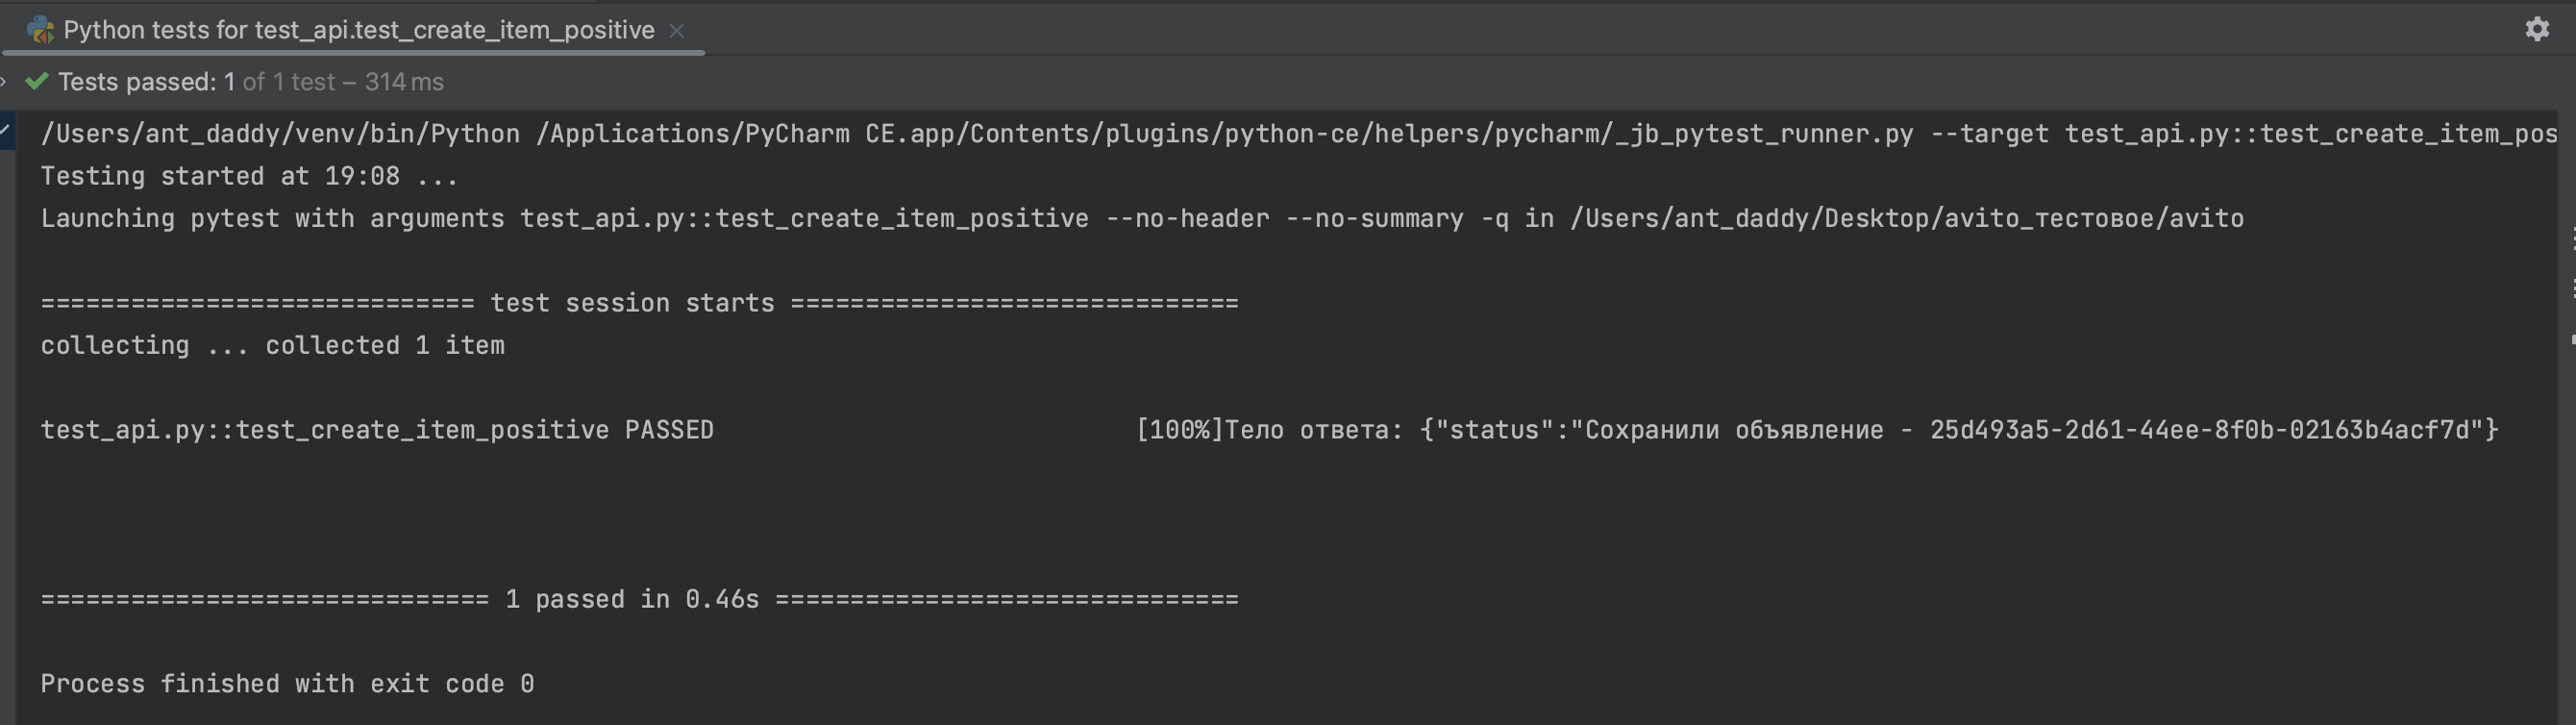 Python tests for test_api.test_create_item_positive
Tests passed: 1 of 1 test – 314 ms
/Users/ant_daddy/venv/bin/Python /Applications/PyCharm CE.app/Contents/plugins/python-ce/helpers/pycharm/_jb_pytest_runner.py --target test_api.py::test_create_item_pos
Testing started at 19:08 ...
Launching pytest with arguments test_api.py::test_create_item_positive --no-header --no-summary -q in /Users/ant_daddy/Desktop/avito_тестовое/avito
============================= test session starts ==============================
collecting ... collected 1 item
test_api.py::test_create_item_positive PASSED [100%]Тело ответа: {"status":"Сохранили объявление - 25d493a5-2d61-44ee-8f0b-02163b4acf7d"}
============================== 1 passed in 0.46s ===============================
Process finished with exit code 0